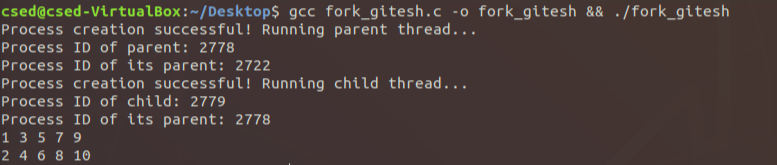 csed@csed-VirtualBox:~/Desktop$ gcc fork_gitesh.c -o fork_gitesh && ./fork_gitesh
Process creation successful! Running parent thread...
Process ID of parent: 2778
Process ID of its parent: 2722
Process creation successful! Running child thread...
Process ID of child: 2779
Process ID of its parent: 2778
1 3 5 7 9
2 4 6 8 10